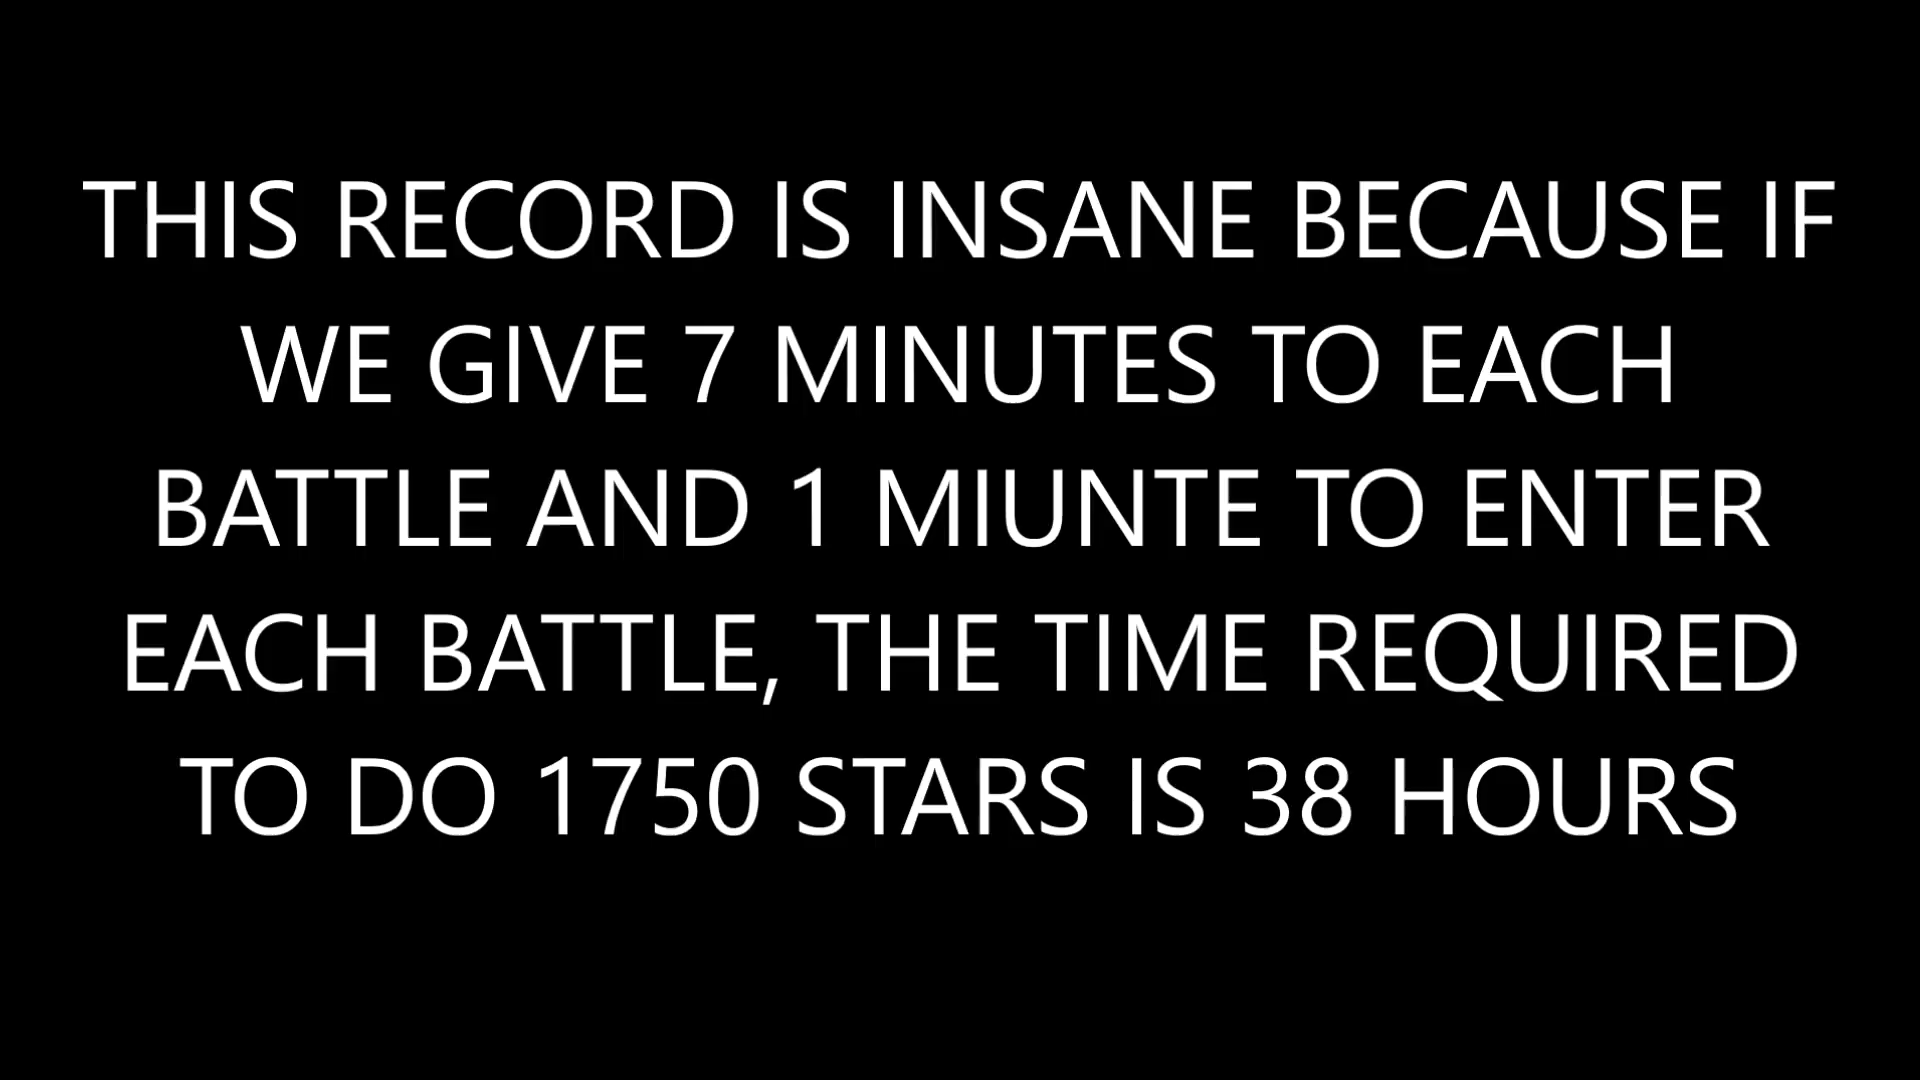 THIS RECORD IS INSANE BECAUSE IF
WE GIVE 7 MINUTES TO EACH
BATTLE AND 1 MIUNTE TO ENTER
EACH BATTLE, THE TIME REQUIRED
TO DO 1750 STARS IS 38 HOURS